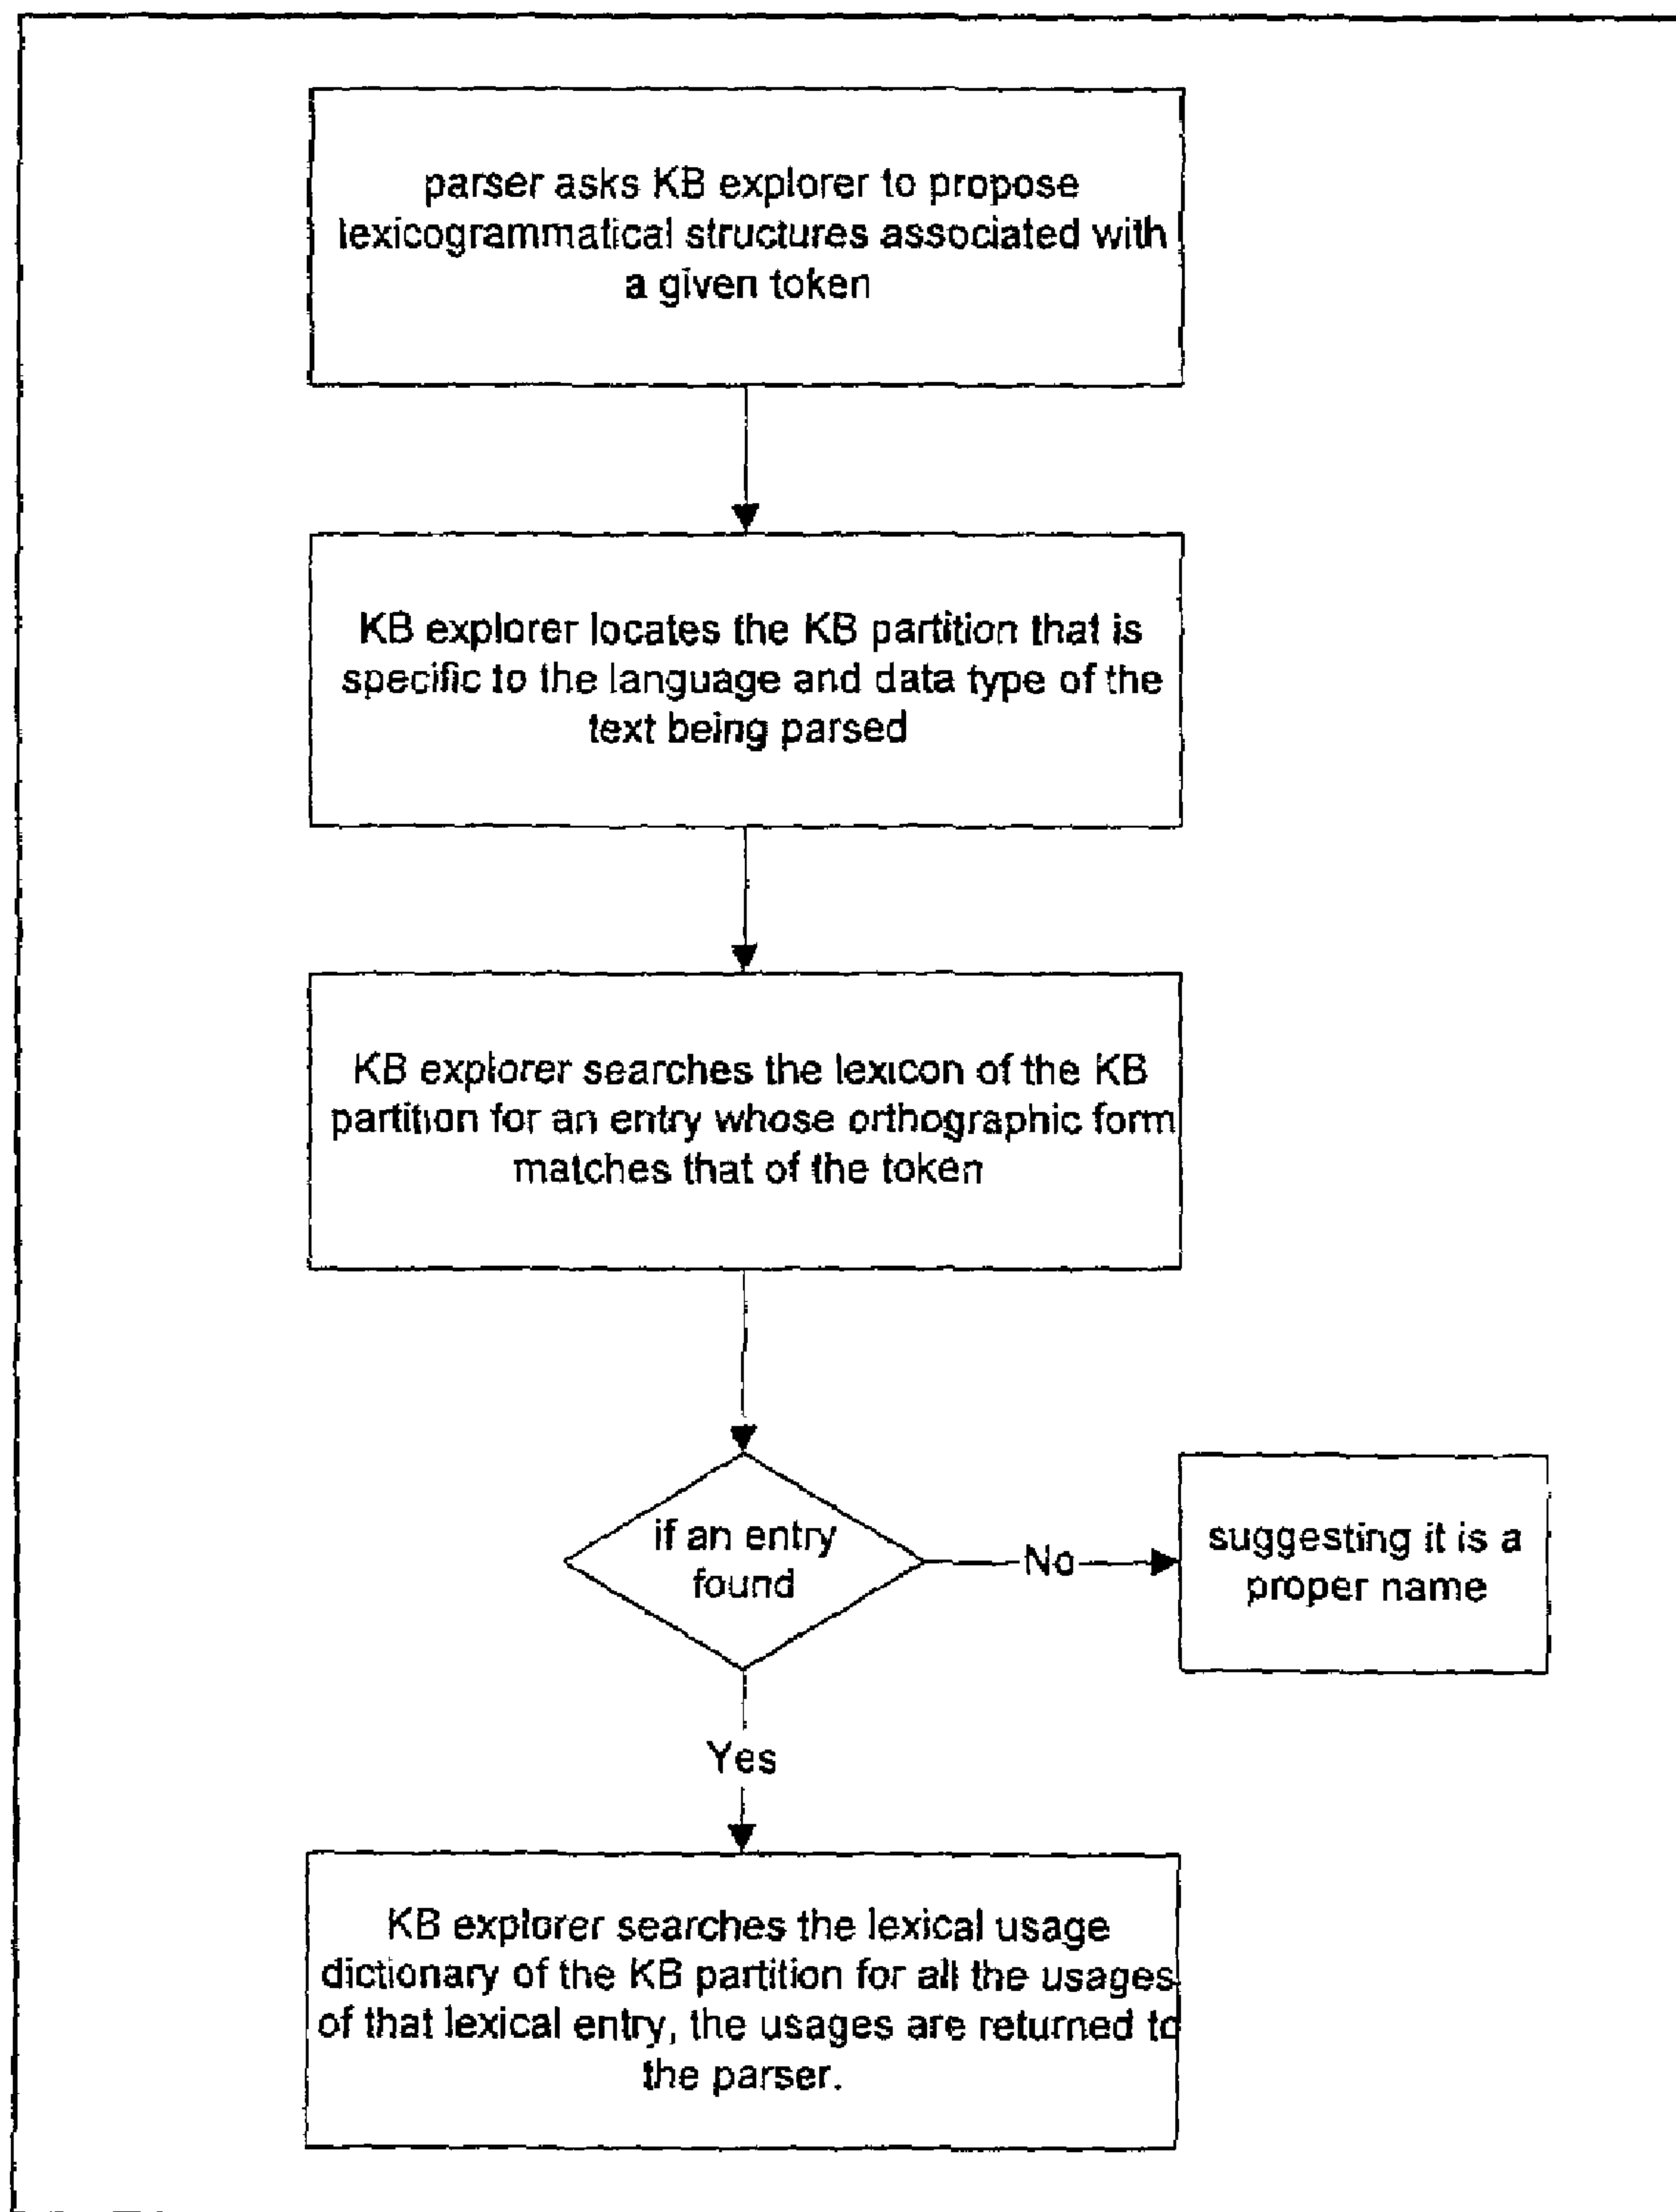 parser asks KB explorer to propose
lexicogrammatical structures associated with
a given token
KB explorer locates the KB partition that is
specific to the language and data type of the
text being parsed
KB explorer searches the lexicon of the KB
partition for an entry whose orthographic form
matches that of the token
if an entry
found
No
suggesting it is a
proper name
Yes
KB explorer searches the lexical usage
dictionary of the KB partition for all the usages
of that lexical entry, the usages are returned to
the parser.